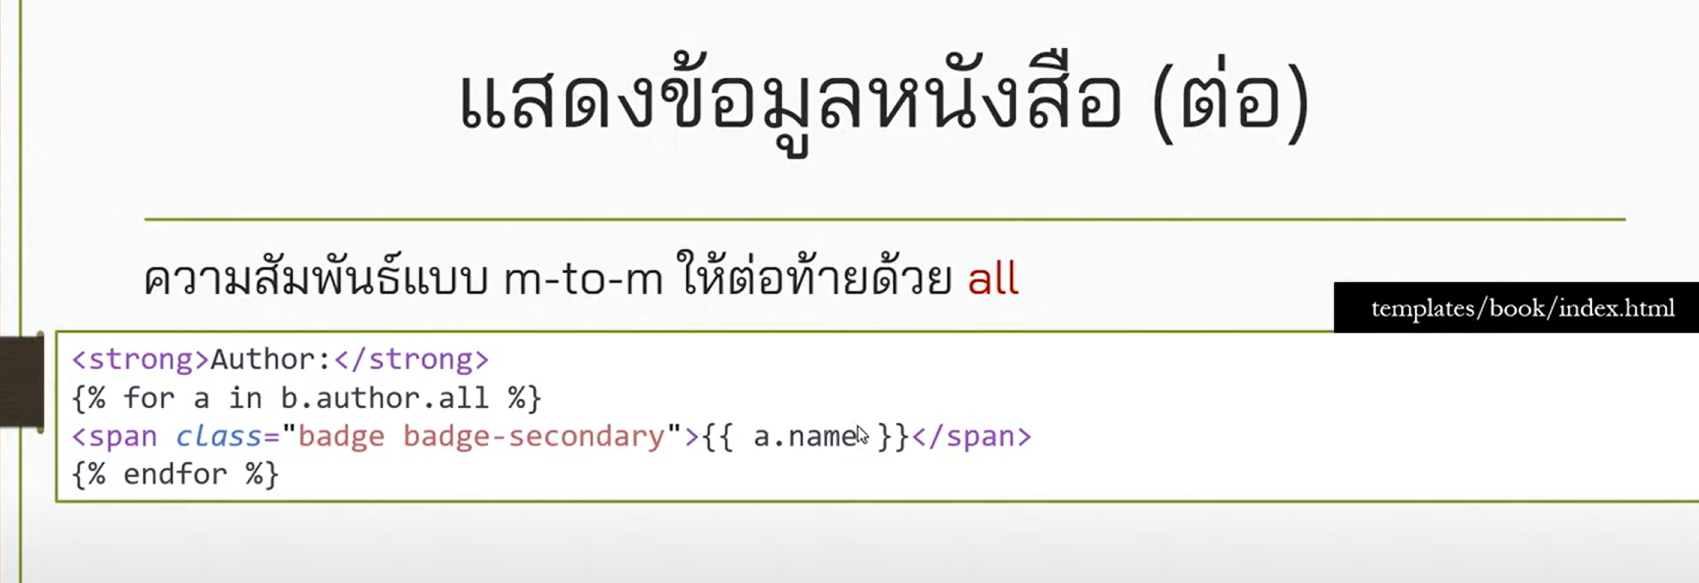 แสดงข้อมูลหนังสือ (ต่อ)
ความสัมพันธ์แบบ m-to-m ให้ต่อท้ายด้วย all
templates/book/index.html
<strong>Author:</strong>
{% for a in b.author.all %}
<span class="badge badge-secondary">{{ a.name }}</span>
{% endfor %}